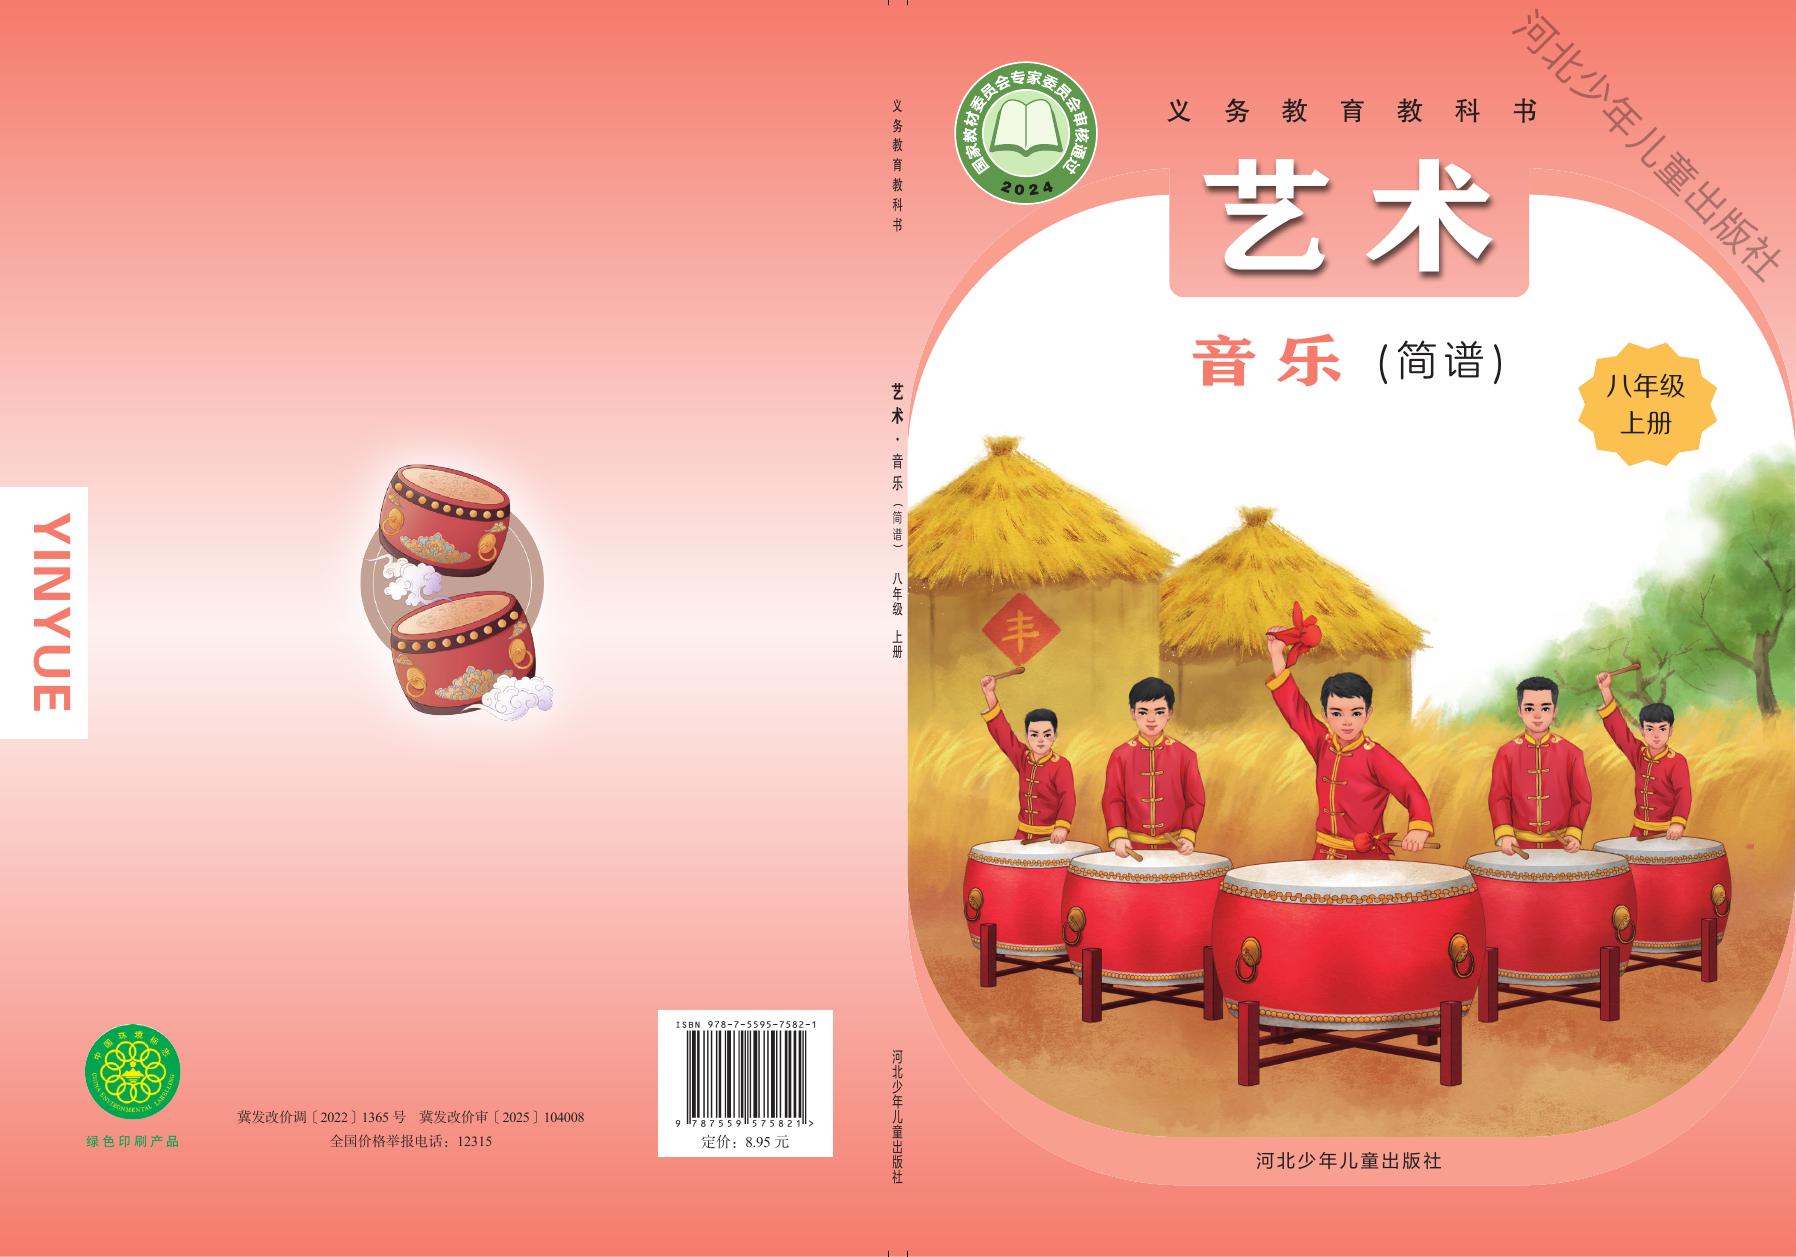 YINYUE
中国环境标志
CHINA ENVIRONMENTAL LABELLING
绿色印刷产品
冀发改价调〔2022〕1365号 冀发改价审〔2025〕104008
全国价格举报电话：12315
ISBN 978-7-5595-7582-1
9 787559 575821 >
定价：8.95 元
义务教育教科书
艺术·音乐（简谱） 八年级 上册
河北少年儿童出版社
国家教材委员会专家委员会审核通过
2024
义务教育教科书
河北少年儿童出版社
艺术
音乐（简谱）
八年级
上册
丰
河北少年儿童出版社